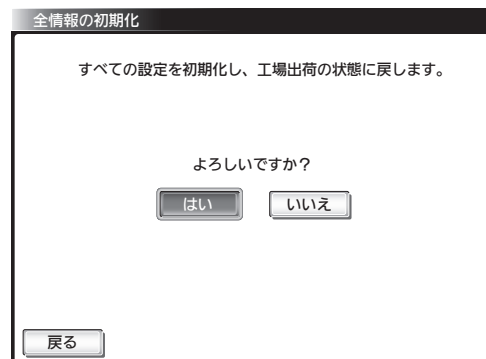 全情報の初期化
すべての設定を初期化し、工場出荷の状態に戻します。
よろしいですか？
はい いいえ
戻る